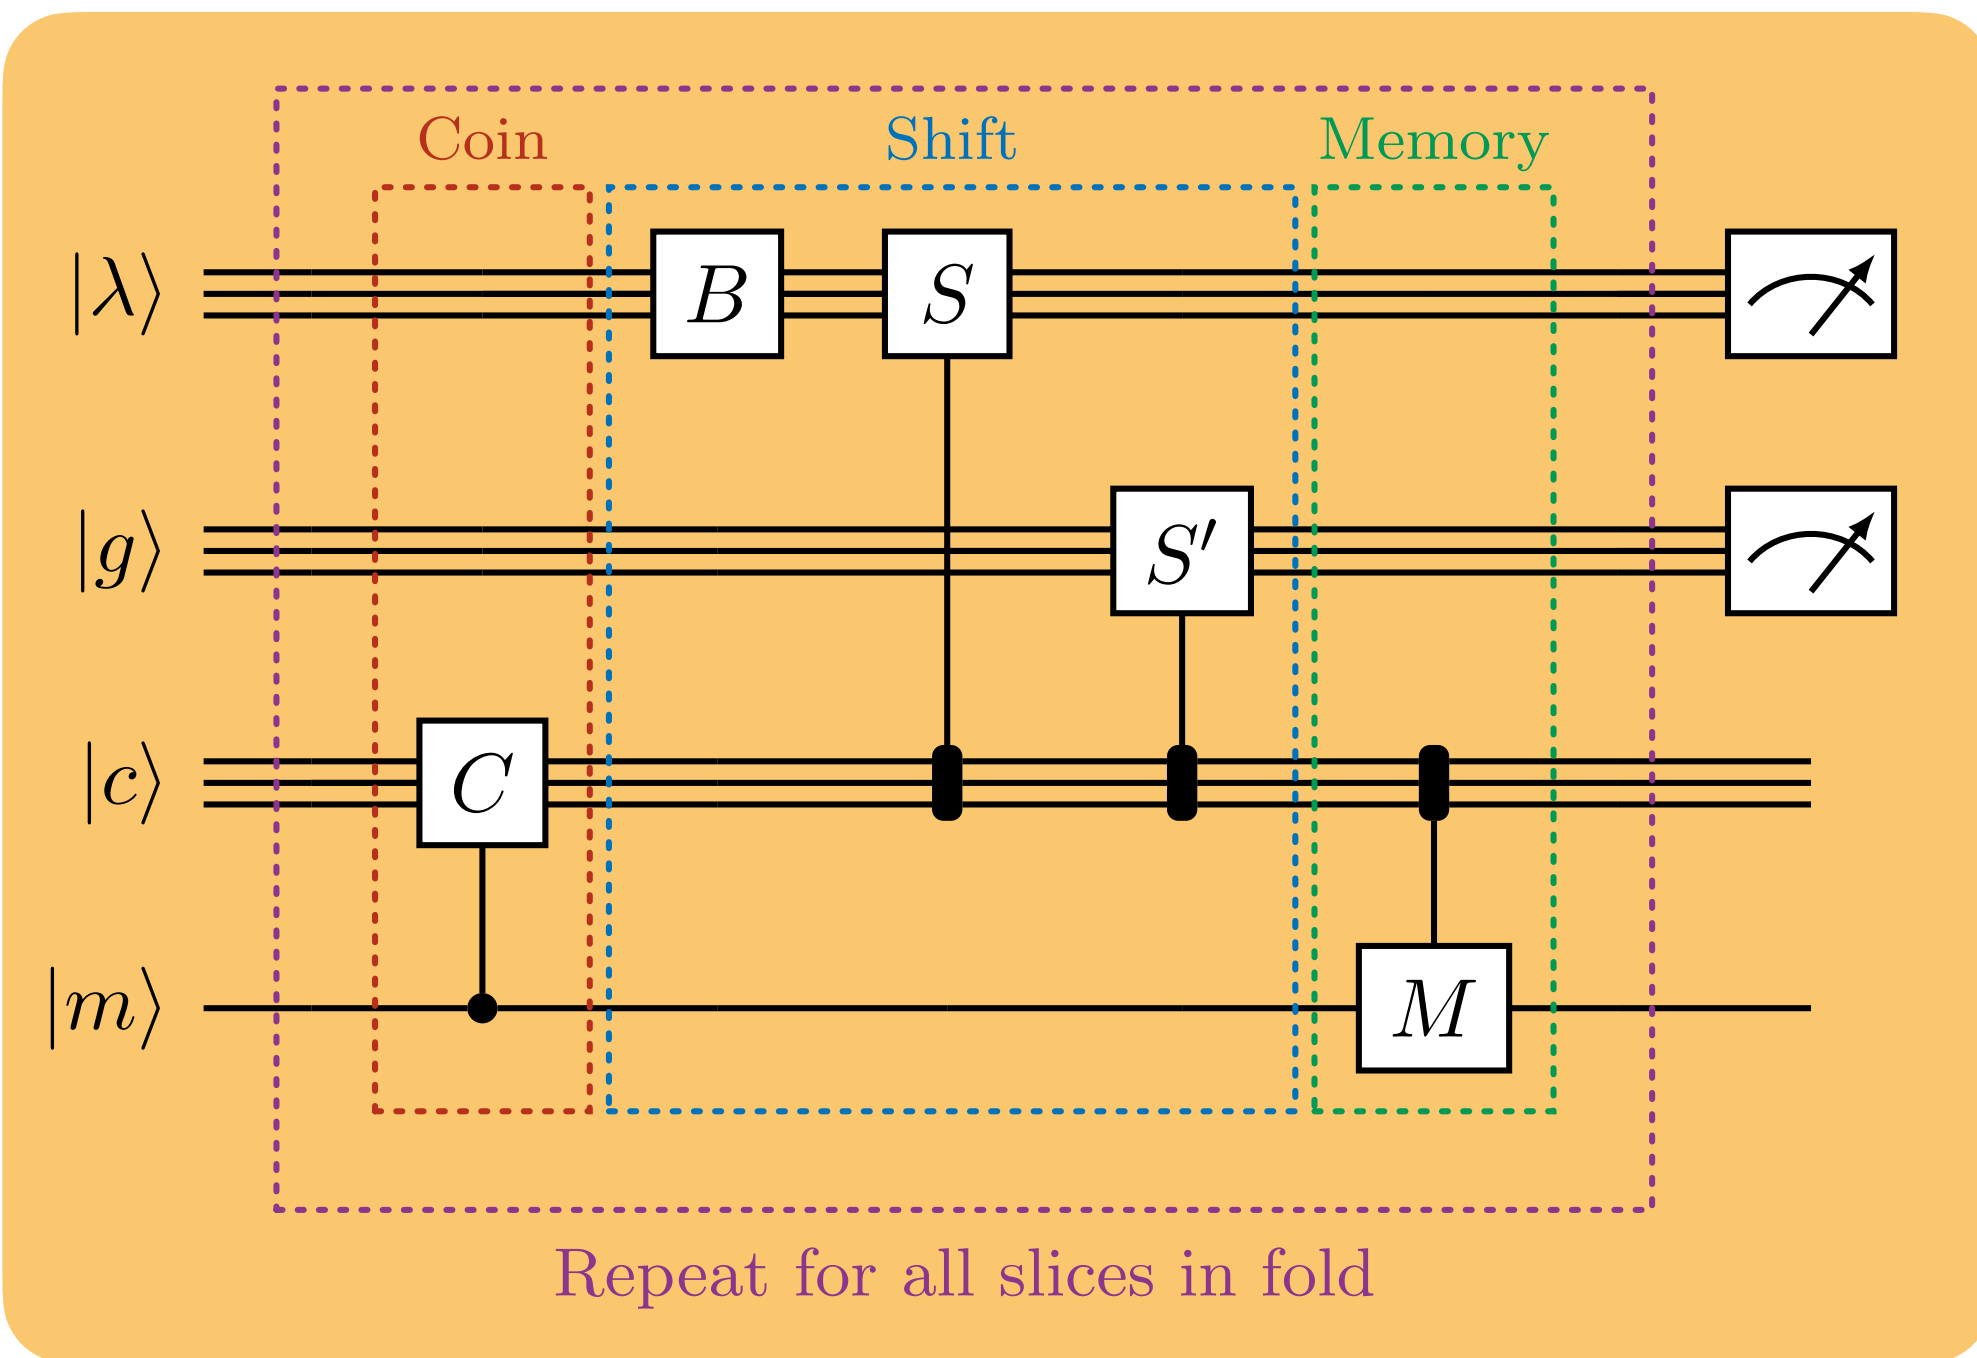 Coin Shift Memory
|λ⟩ B S
|g⟩ S′
|c⟩ C
|m⟩ M
Repeat for all slices in fold